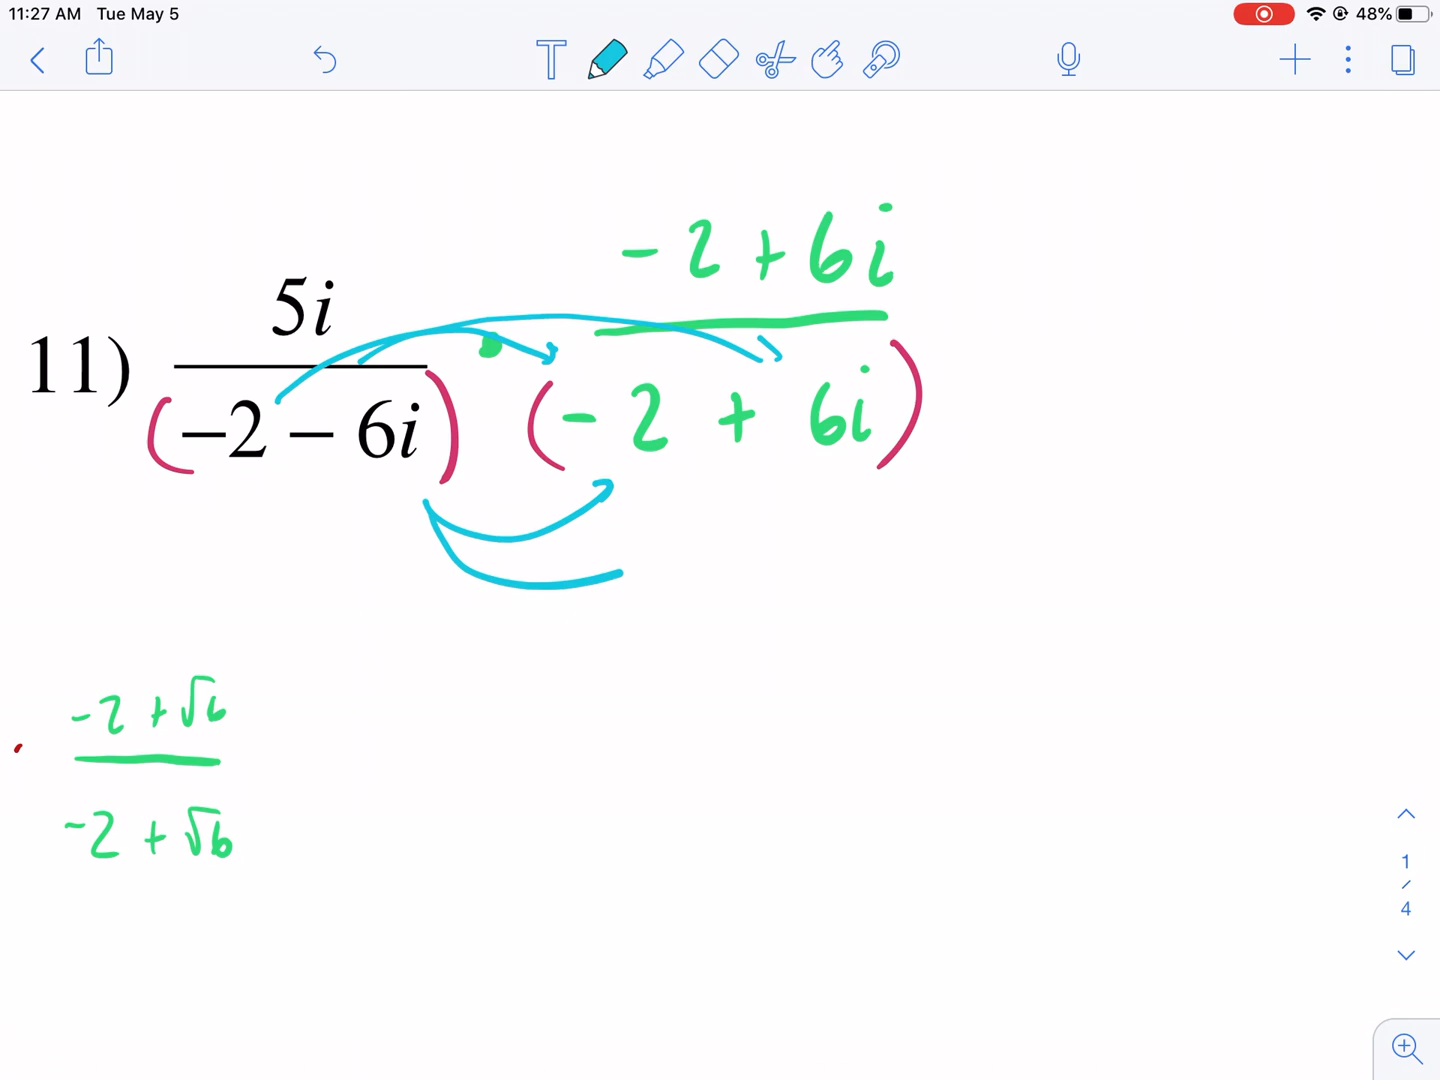 11:27 AM Tue May 5 48%
T
-2+6i
5i
11)
(−2 − 6i) (-2 + 6i)
-2 +√6
-2 + √6
1
/
4